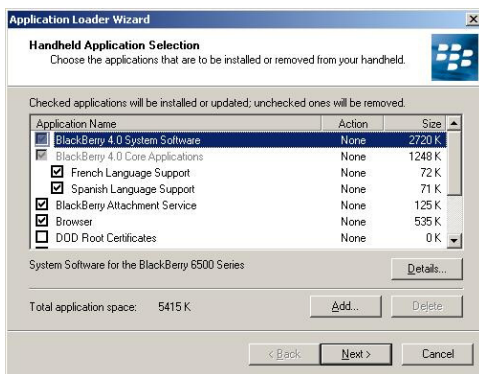 Application Loader Wizard
Handheld Application Selection
Choose the applications that are to be installed or removed from your handheld.
Checked applications will be installed or updated; unchecked ones will be removed.
Application Name Action Size
BlackBerry 4.0 System Software None 2720 K
BlackBerry 4.0 Core Applications None 1248 K
French Language Support None 72 K
Spanish Language Support None 71 K
BlackBerry Attachment Service None 125 K
Browser None 535 K
DOD Root Certificates None 0 K
System Software for the BlackBerry 6500 Series
Details...
Total application space: 5415 K Add... Delete
< Back Next > Cancel